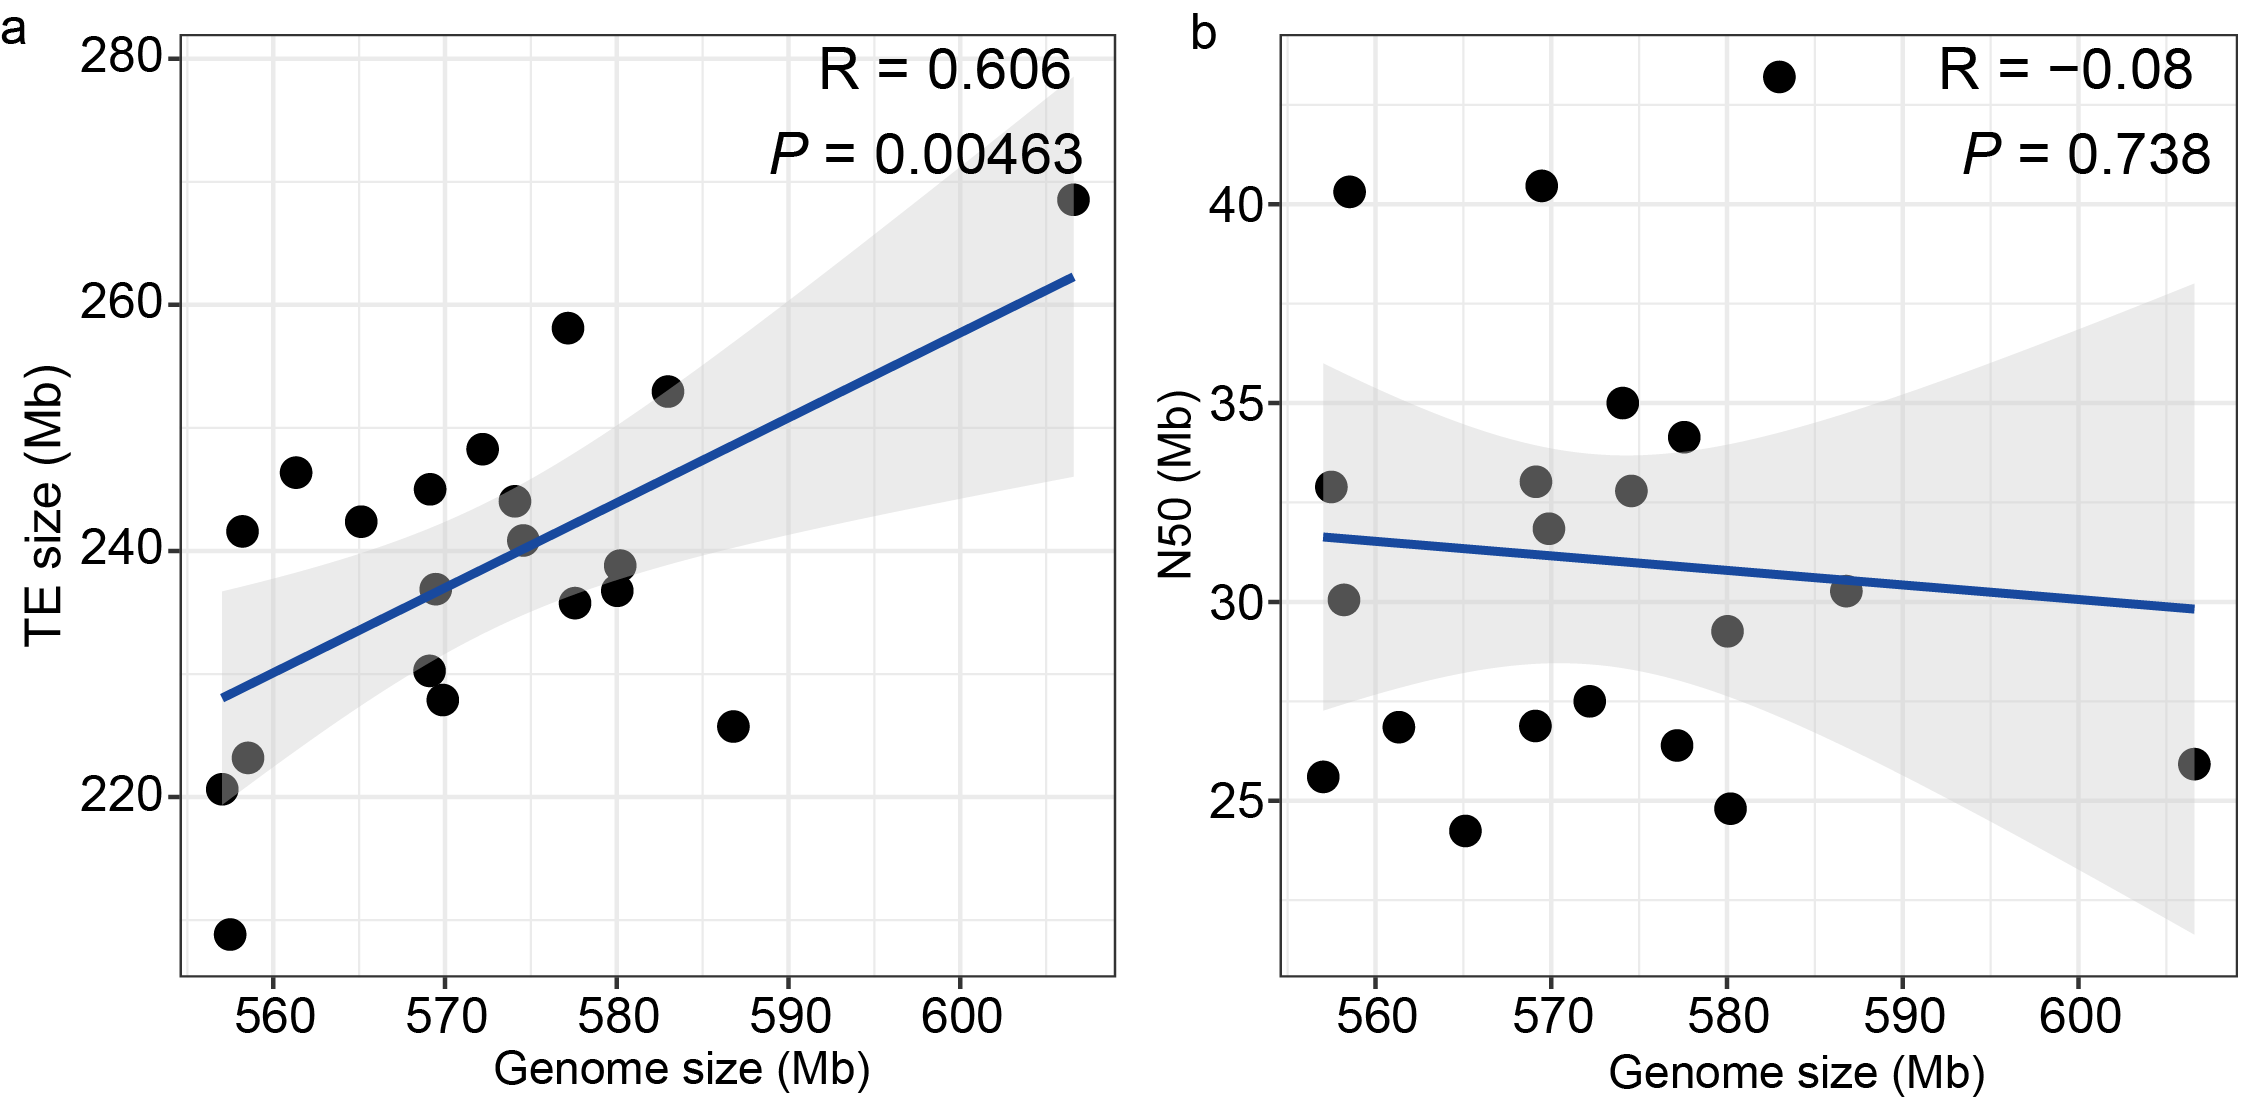 a
R = 0.606
P = 0.00463
280
260
240
220
TE size (Mb)
560 570 580 590 600
Genome size (Mb)
b
R = −0.08
P = 0.738
40
35
30
25
N50 (Mb)
560 570 580 590 600
Genome size (Mb)